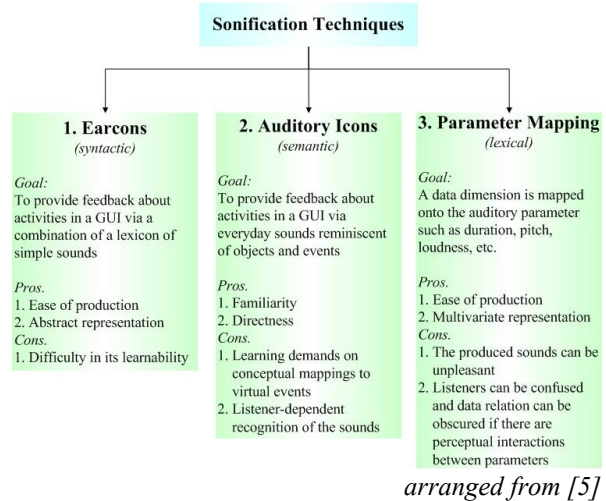 Sonification Techniques
1. Earcons
(syntactic)
Goal:
To provide feedback about
activities in a GUI via a
combination of a lexicon of
simple sounds
Pros.
1. Ease of production
2. Abstract representation
Cons.
1. Difficulty in its learnability
2. Auditory Icons
(semantic)
Goal:
To provide feedback about
activities in a GUI via
everyday sounds reminiscent
of objects and events
Pros.
1. Familiarity
2. Directness
Cons.
1. Learning demands on
conceptual mappings to
virtual events
2. Listener-dependent
recognition of the sounds
3. Parameter Mapping
(lexical)
Goal:
A data dimension is mapped
onto the auditory parameter
such as duration, pitch,
loudness, etc.
Pros.
1. Ease of production
2. Multivariate representation
Cons.
1. The produced sounds can be
unpleasant
2. Listeners can be confused
and data relation can be
obscured if there are
perceptual interactions
between parameters
arranged from [5]